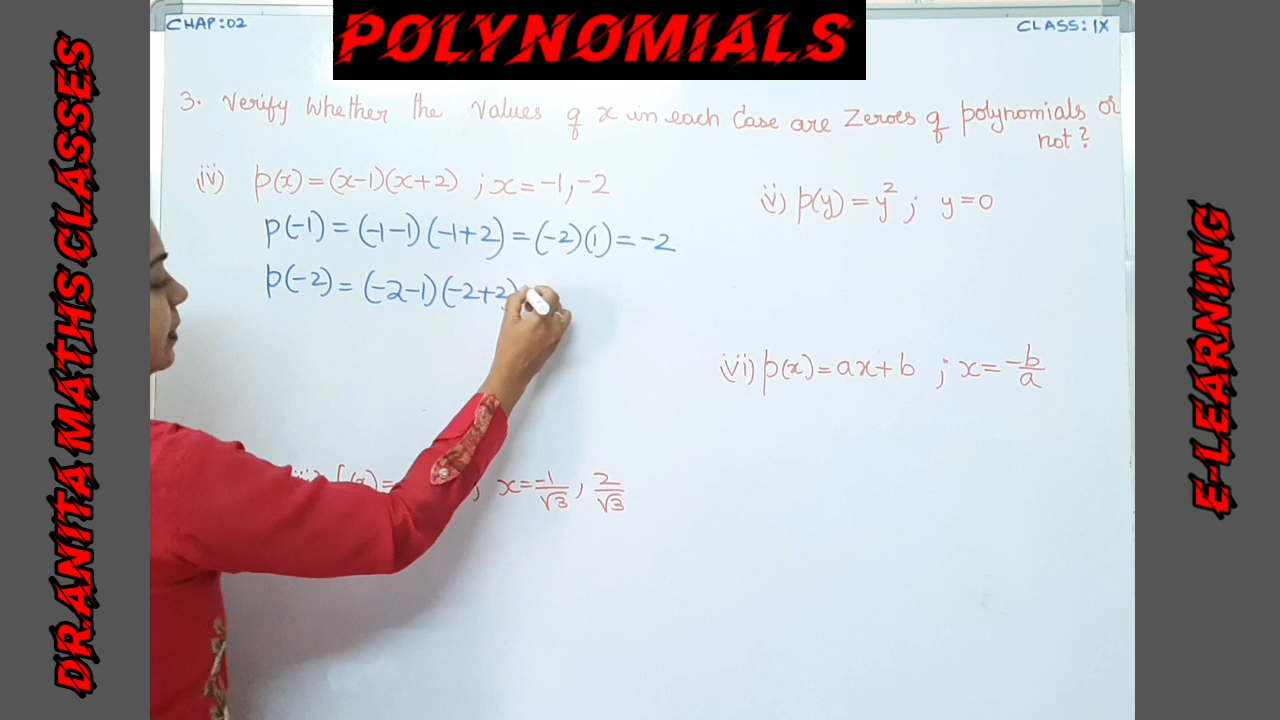 POLYNOMIALS
CHAP:02
CLASS: IX
DR.ANITA MATHS CLASSES
E-LEARNING
3. Verify whether the values of x in each case are zeroes of polynomials or
not?
iv) p(x) = (x-1)(x+2) ; x = -1, -2
p(-1) = (-1-1)(-1+2) = (-2)(1) = -2
p(-2) = (-2-1)(-2+2)
v) p(y) = y²; y = 0
vi) p(x) = ax+b ; x = -b/a
; x = -1/√3, 2/√3